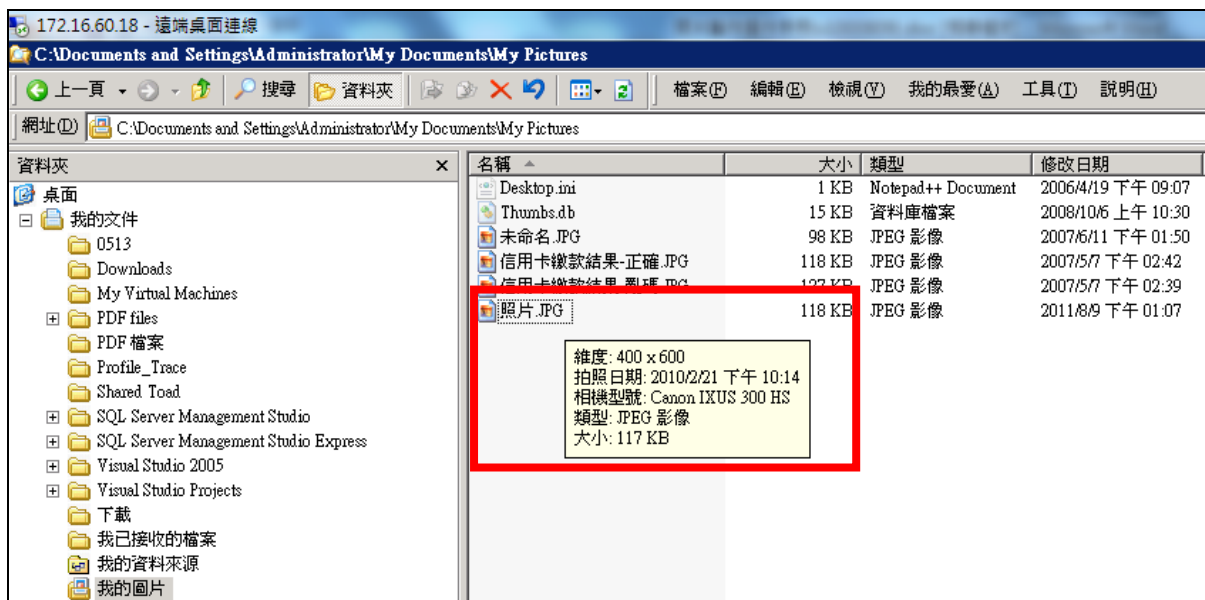 172.16.60.18 - 遠端桌面連線
C:\Documents and Settings\Administrator\My Documents\My Pictures
上一頁 搜尋 資料夾 檔案(F) 編輯(E) 檢視(V) 我的最愛(A) 工具(T) 說明(H)
網址(D) C:\Documents and Settings\Administrator\My Documents\My Pictures
資料夾 x 名稱 大小 類型 修改日期
桌面
我的文件
0513
Downloads
My Virtual Machines
PDF files
PDF 檔案
Profile_Trace
Shared Toad
SQL Server Management Studio
SQL Server Management Studio Express
Visual Studio 2005
Visual Studio Projects
下載
我已接收的檔案
我的資料來源
我的圖片
Desktop.ini 1 KB Notepad++ Document 2006/4/19 下午 09:07
Thumbs.db 15 KB 資料庫檔案 2008/10/6 上午 10:30
未命名.JPG 98 KB JPEG 影像 2007/6/11 下午 01:50
信用卡繳款結果-正確.JPG 118 KB JPEG 影像 2007/5/7 下午 02:42
信用卡繳款結果-亂碼.JPG 127 KB JPEG 影像 2007/5/7 下午 02:39
照片.JPG 118 KB JPEG 影像 2011/8/9 下午 01:07
維度: 400 x 600
拍照日期: 2010/2/21 下午 10:14
相機型號: Canon IXUS 300 HS
類型: JPEG 影像
大小: 117 KB